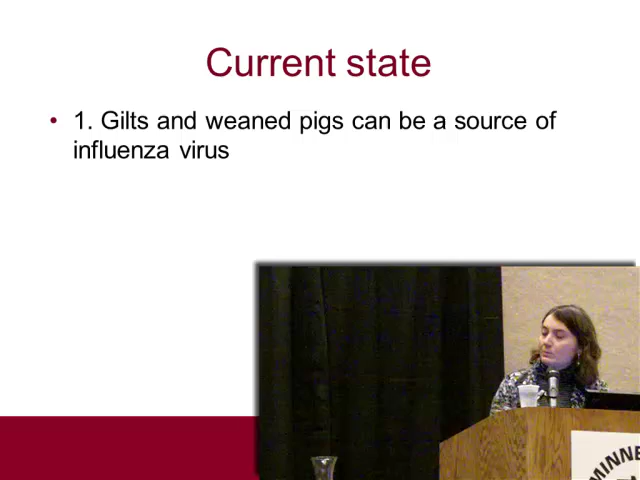 Current state
• 1. Gilts and weaned pigs can be a source of
influenza virus